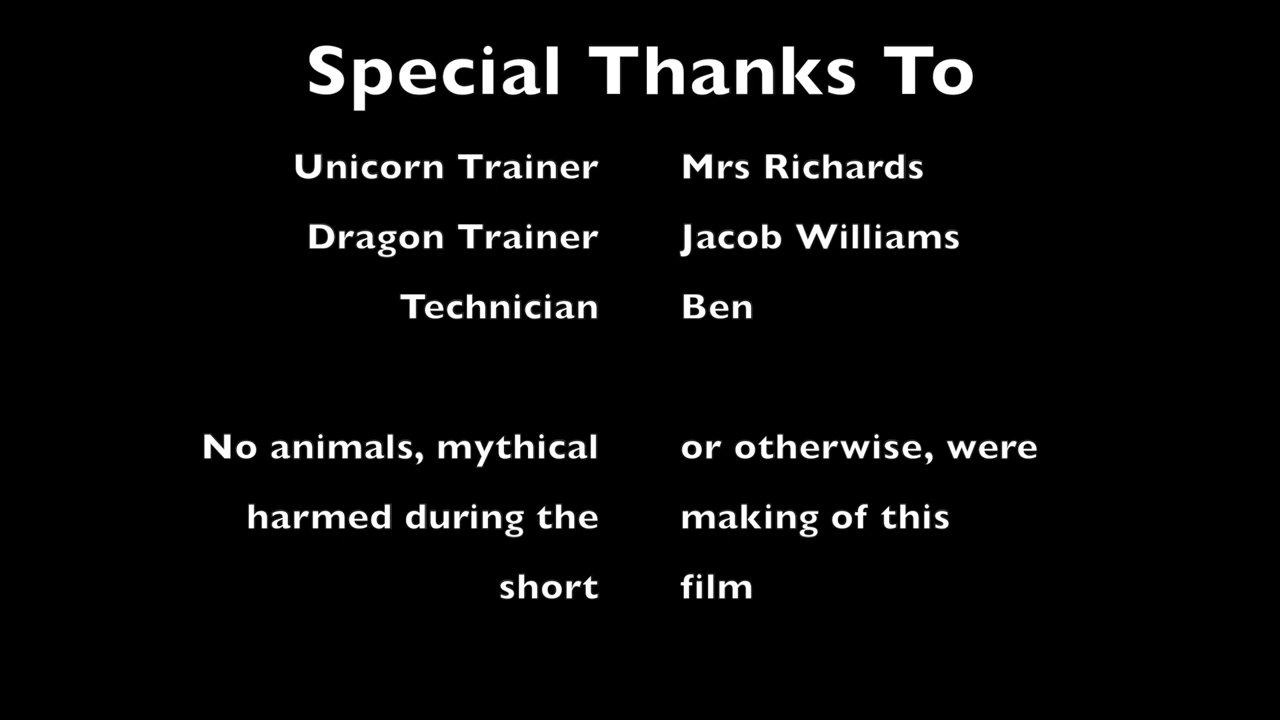 Special Thanks To
Unicorn Trainer Mrs Richards
Dragon Trainer Jacob Williams
Technician Ben
No animals, mythical or otherwise, were
harmed during the making of this
short film